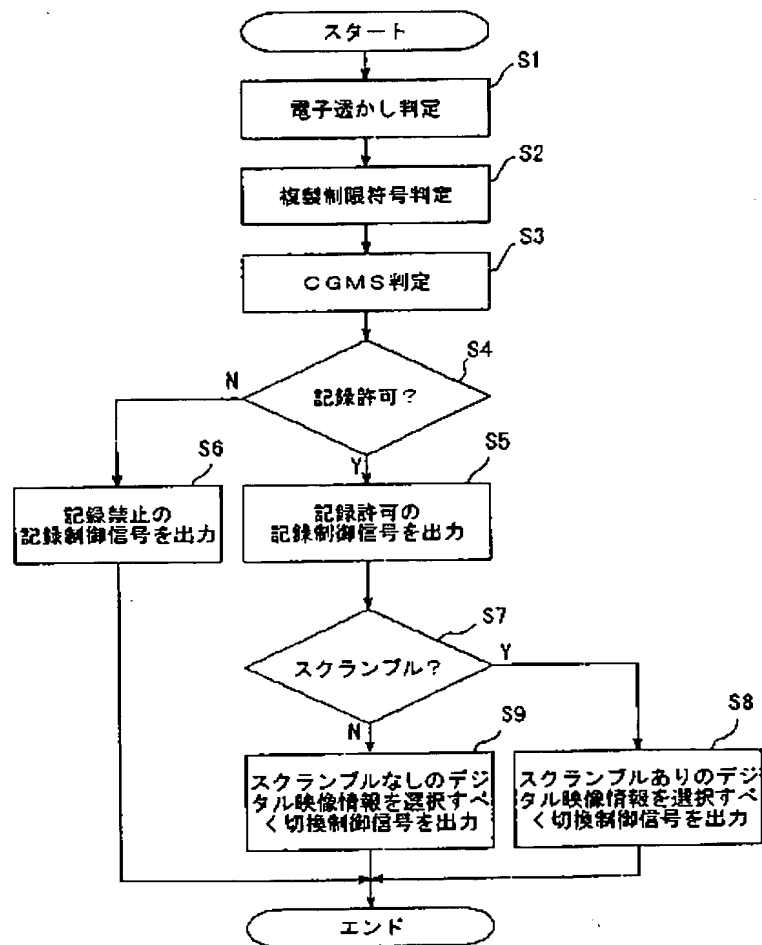 スタート
S1
電子透かし判定
S2
複製制限符号判定
S3
CGMS判定
S4
記録許可?
N
Y
S6
記録禁止の
記録制御信号を出力
S5
記録許可の
記録制御信号を出力
S7
スクランブル?
Y
N
S9
スクランブルなしのデジ
タル映像情報を選択すべ
く切換制御信号を出力
S8
スクランブルありのデジ
タル映像情報を選択すべ
く切換制御信号を出力
エンド